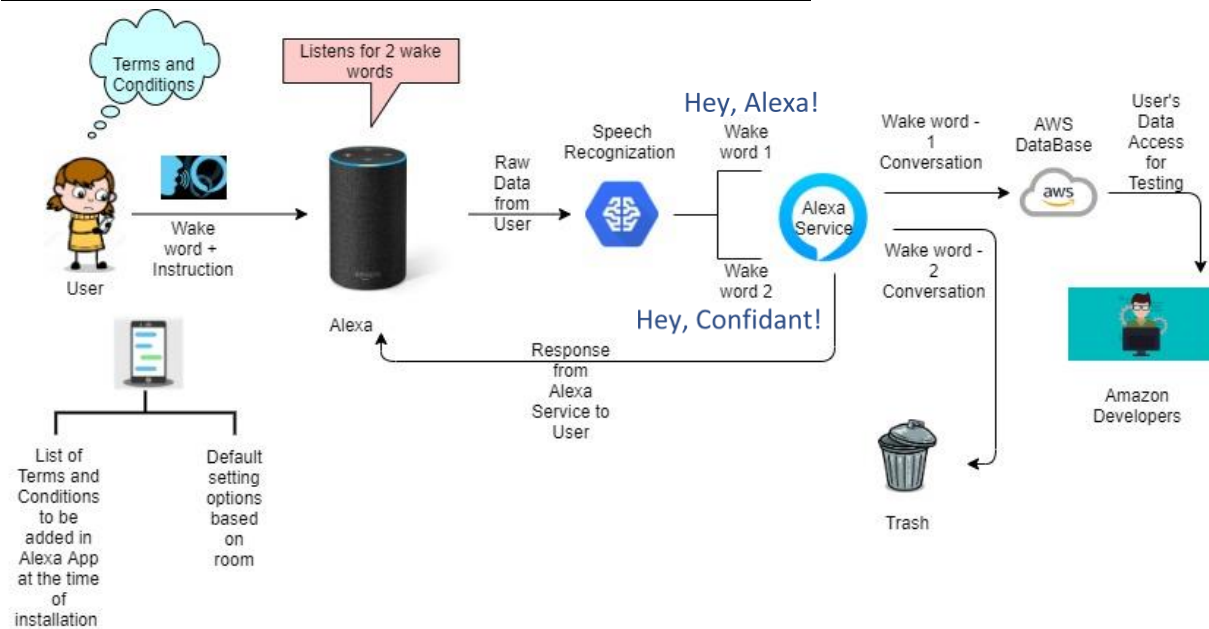 Terms and
Conditions
Listens for 2 wake
words
Wake
word +
Instruction
User
Alexa
Raw
Data
from
User
Speech
Recognization
Hey, Alexa!
Wake
word 1
Wake
word 2
Hey, Confidant!
Alexa
Service
Wake word -
1
Conversation
Wake word -
2
Conversation
AWS
DataBase
aws
User's
Data
Access
for
Testing
Amazon
Developers
Response
from
Alexa
Service to
User
Trash
List of
Terms and
Conditions
to be
added in
Alexa App
at the time
of
installation
Default
setting
options
based
on
room